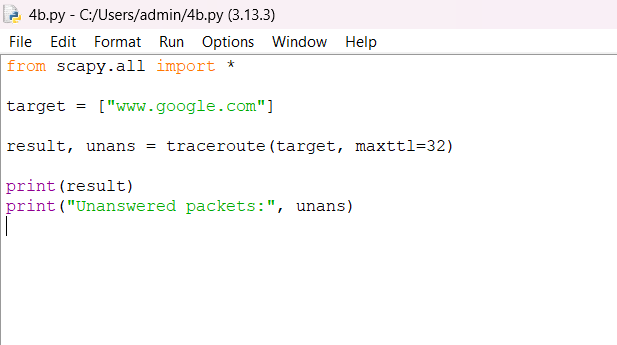 4b.py - C:/Users/admin/4b.py (3.13.3)
File Edit Format Run Options Window Help
from scapy.all import *
target = ["www.google.com"]
result, unans = traceroute(target, maxttl=32)
print(result)
print("Unanswered packets:", unans)